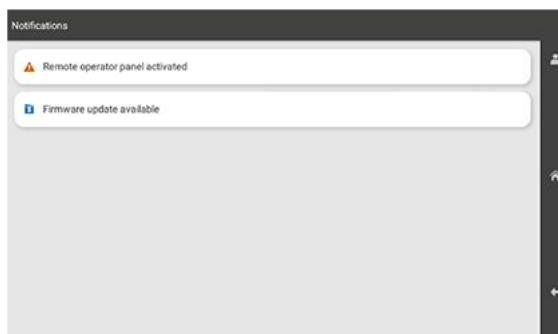 Notifications
Remote operator panel activated
Firmware update available